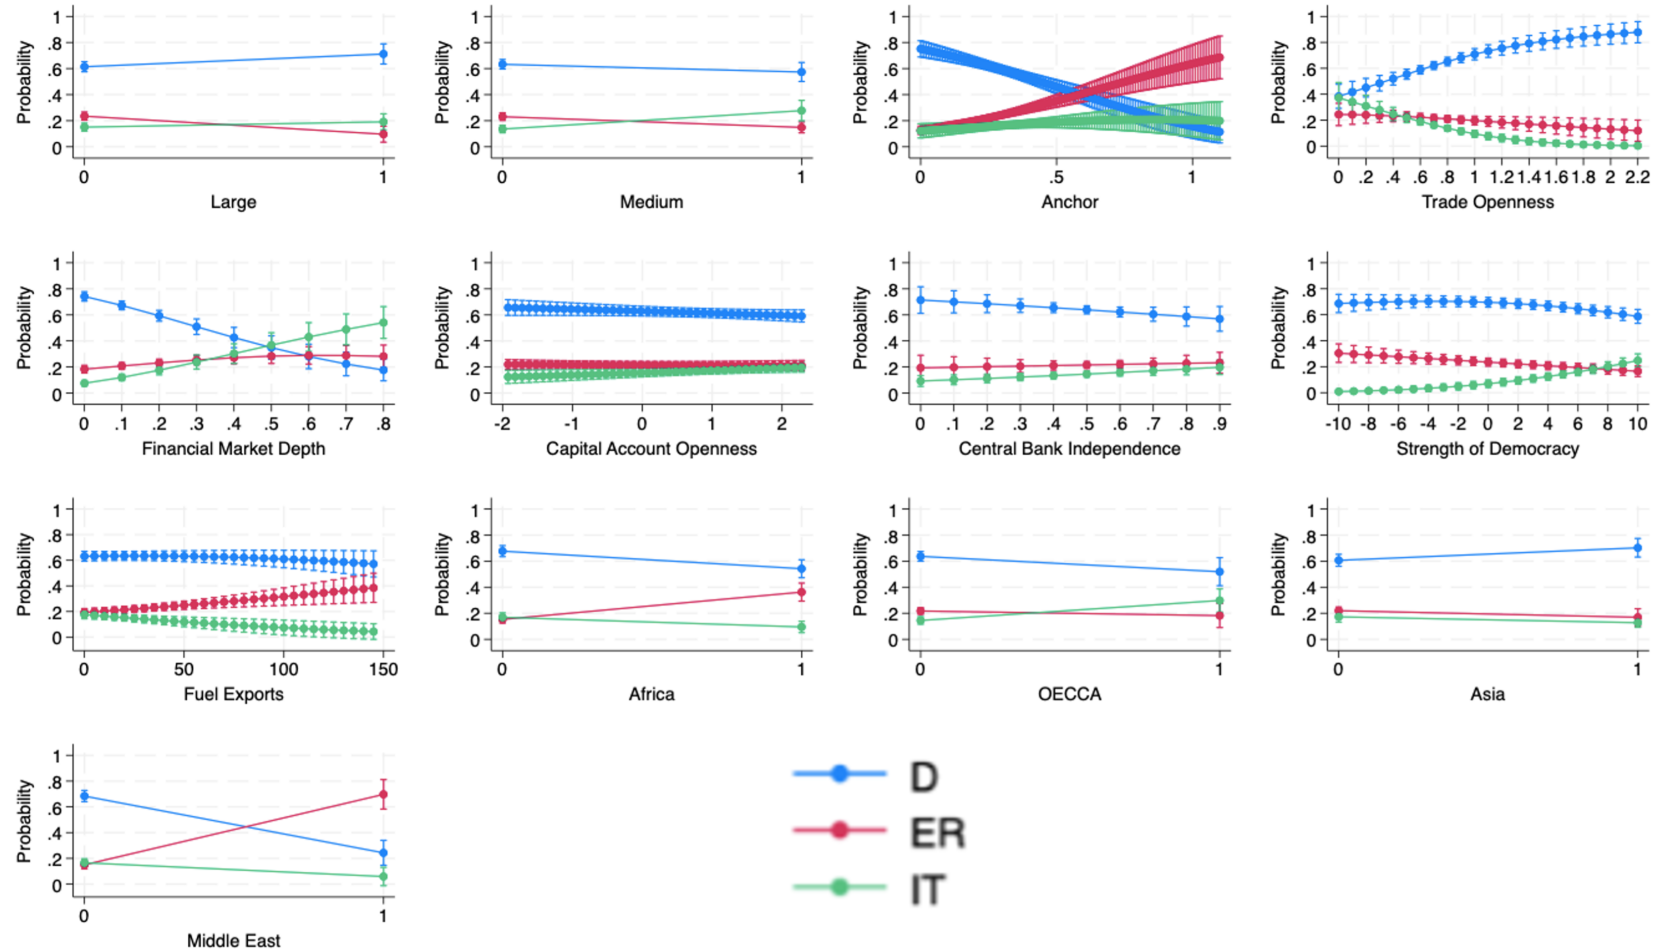 Probability
1
.8
.6
.4
.2
0
0 1
Large
Probability
1
.8
.6
.4
.2
0
0 1
Medium
Probability
1
.8
.6
.4
.2
0
0 .5 1
Anchor
Probability
1
.8
.6
.4
.2
0
0 .2 .4 .6 .8 1 1.2 1.4 1.6 1.8 2 2.2
Trade Openness
Probability
1
.8
.6
.4
.2
0
0 .1 .2 .3 .4 .5 .6 .7 .8
Financial Market Depth
Probability
1
.8
.6
.4
.2
0
-2 -1 0 1 2
Capital Account Openness
Probability
1
.8
.6
.4
.2
0
0 .1 .2 .3 .4 .5 .6 .7 .8 .9
Central Bank Independence
Probability
1
.8
.6
.4
.2
0
-10 -8 -6 -4 -2 0 2 4 6 8 10
Strength of Democracy
Probability
1
.8
.6
.4
.2
0
0 50 100 150
Fuel Exports
Probability
1
.8
.6
.4
.2
0
0 1
Africa
Probability
1
.8
.6
.4
.2
0
0 1
OECCA
Probability
1
.8
.6
.4
.2
0
0 1
Asia
Probability
1
.8
.6
.4
.2
0
0 1
Middle East
D
ER
IT